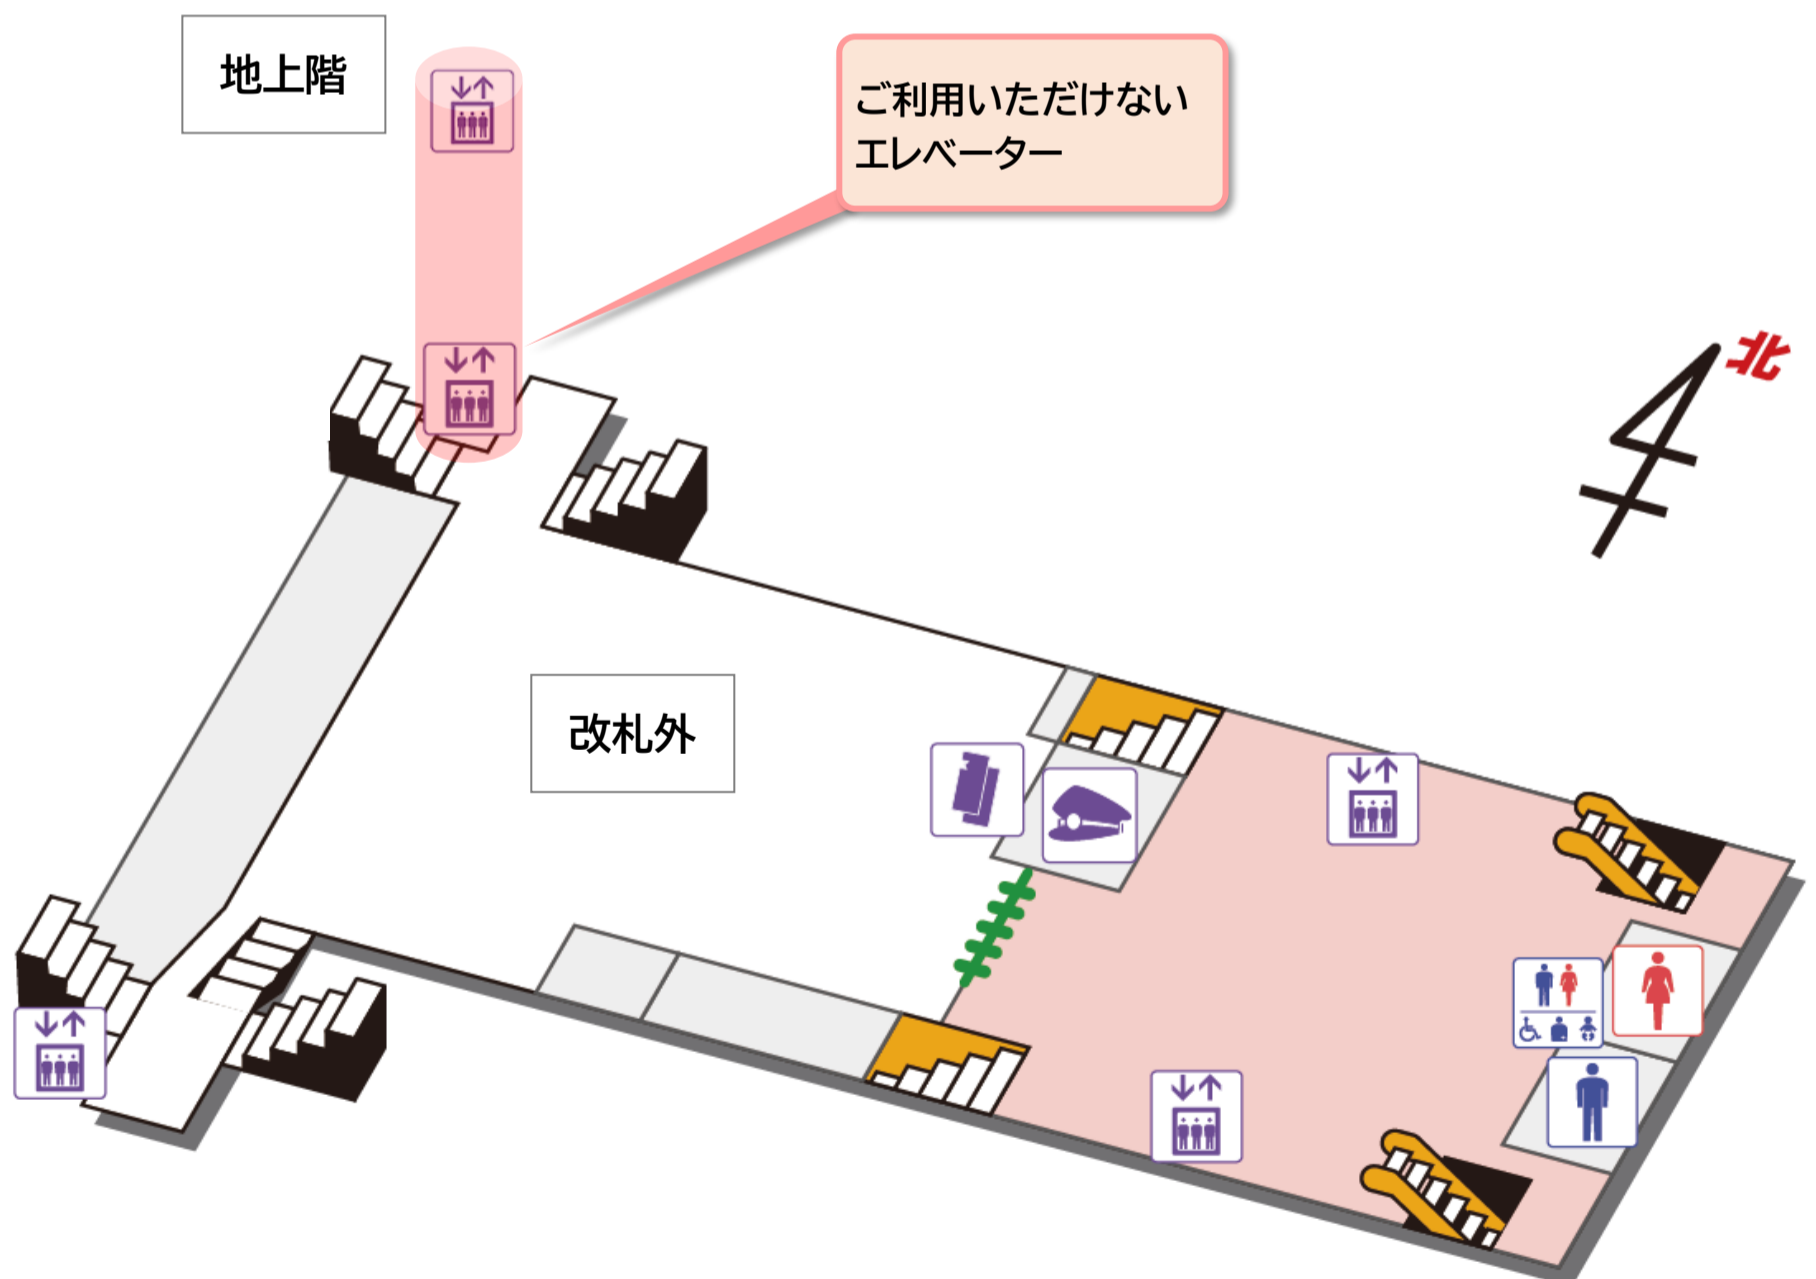 地上階
ご利用いただけない
エレベーター
北
改札外